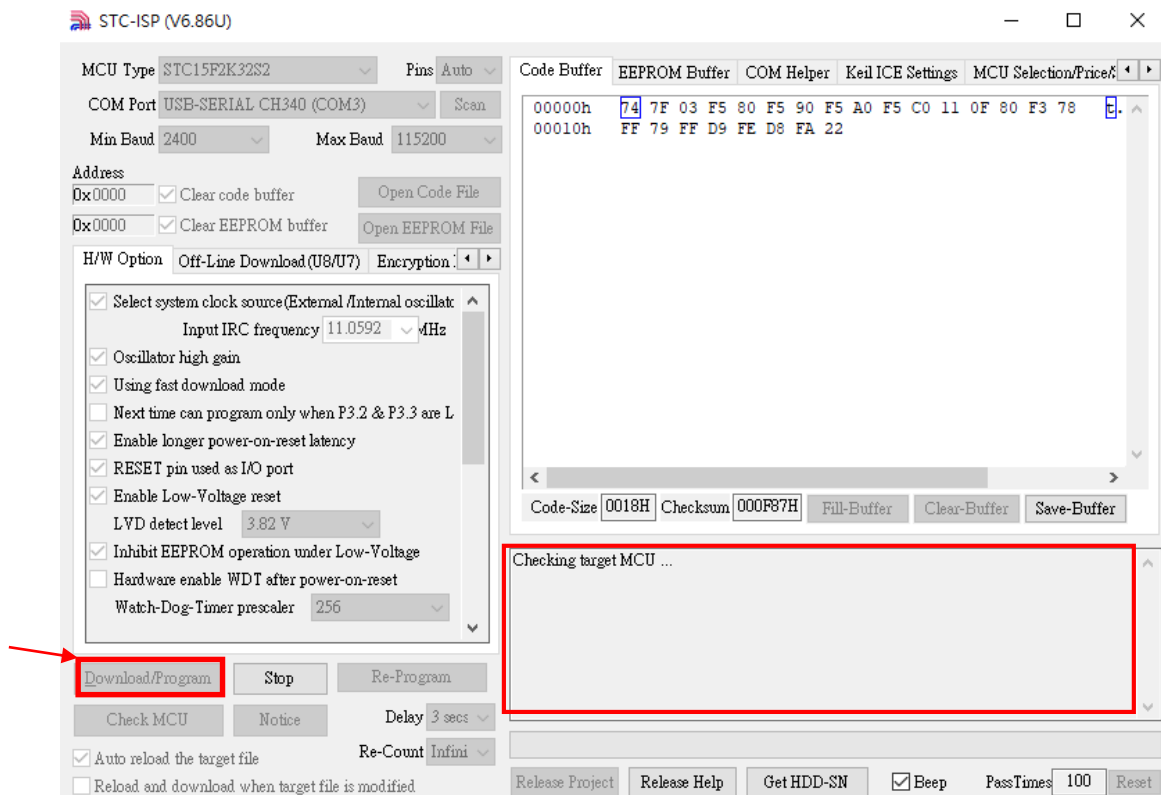 STC-ISP (V6.86U)
MCU Type STC15F2K32S2 Pins Auto
COM Port USB-SERIAL CH340 (COM3) Scan
Min Baud 2400 Max Baud 115200
Address
0x0000 Clear code buffer Open Code File
0x0000 Clear EEPROM buffer Open EEPROM File
H/W Option Off-Line Download(U8/U7) Encryption
Select system clock source(External /Internal oscillatc
Input IRC frequency 11.0592 MHz
Oscillator high gain
Using fast download mode
Next time can program only when P3.2 & P3.3 are L
Enable longer power-on-reset latency
RESET pin used as I/O port
Enable Low-Voltage reset
LVD detect level 3.82 V
Inhibit EEPROM operation under Low-Voltage
Hardware enable WDT after power-on-reset
Watch-Dog-Timer prescaler 256
Download/Program Stop Re-Program
Check MCU Notice Delay 3 secs
Auto reload the target file Re-Count Infini
Reload and download when target file is modified
Code Buffer EEPROM Buffer COM Helper Keil ICE Settings MCU Selection/Price/
00000h 74 7F 03 F5 80 F5 90 F5 A0 F5 C0 11 0F 80 F3 78 t.
00010h FF 79 FF D9 FE D8 FA 22
Code-Size 0018H Checksum 000F87H Fill-Buffer Clear-Buffer Save-Buffer
Checking target MCU ...
Release Project Release Help Get HDD-SN Beep PassTimes 100 Reset